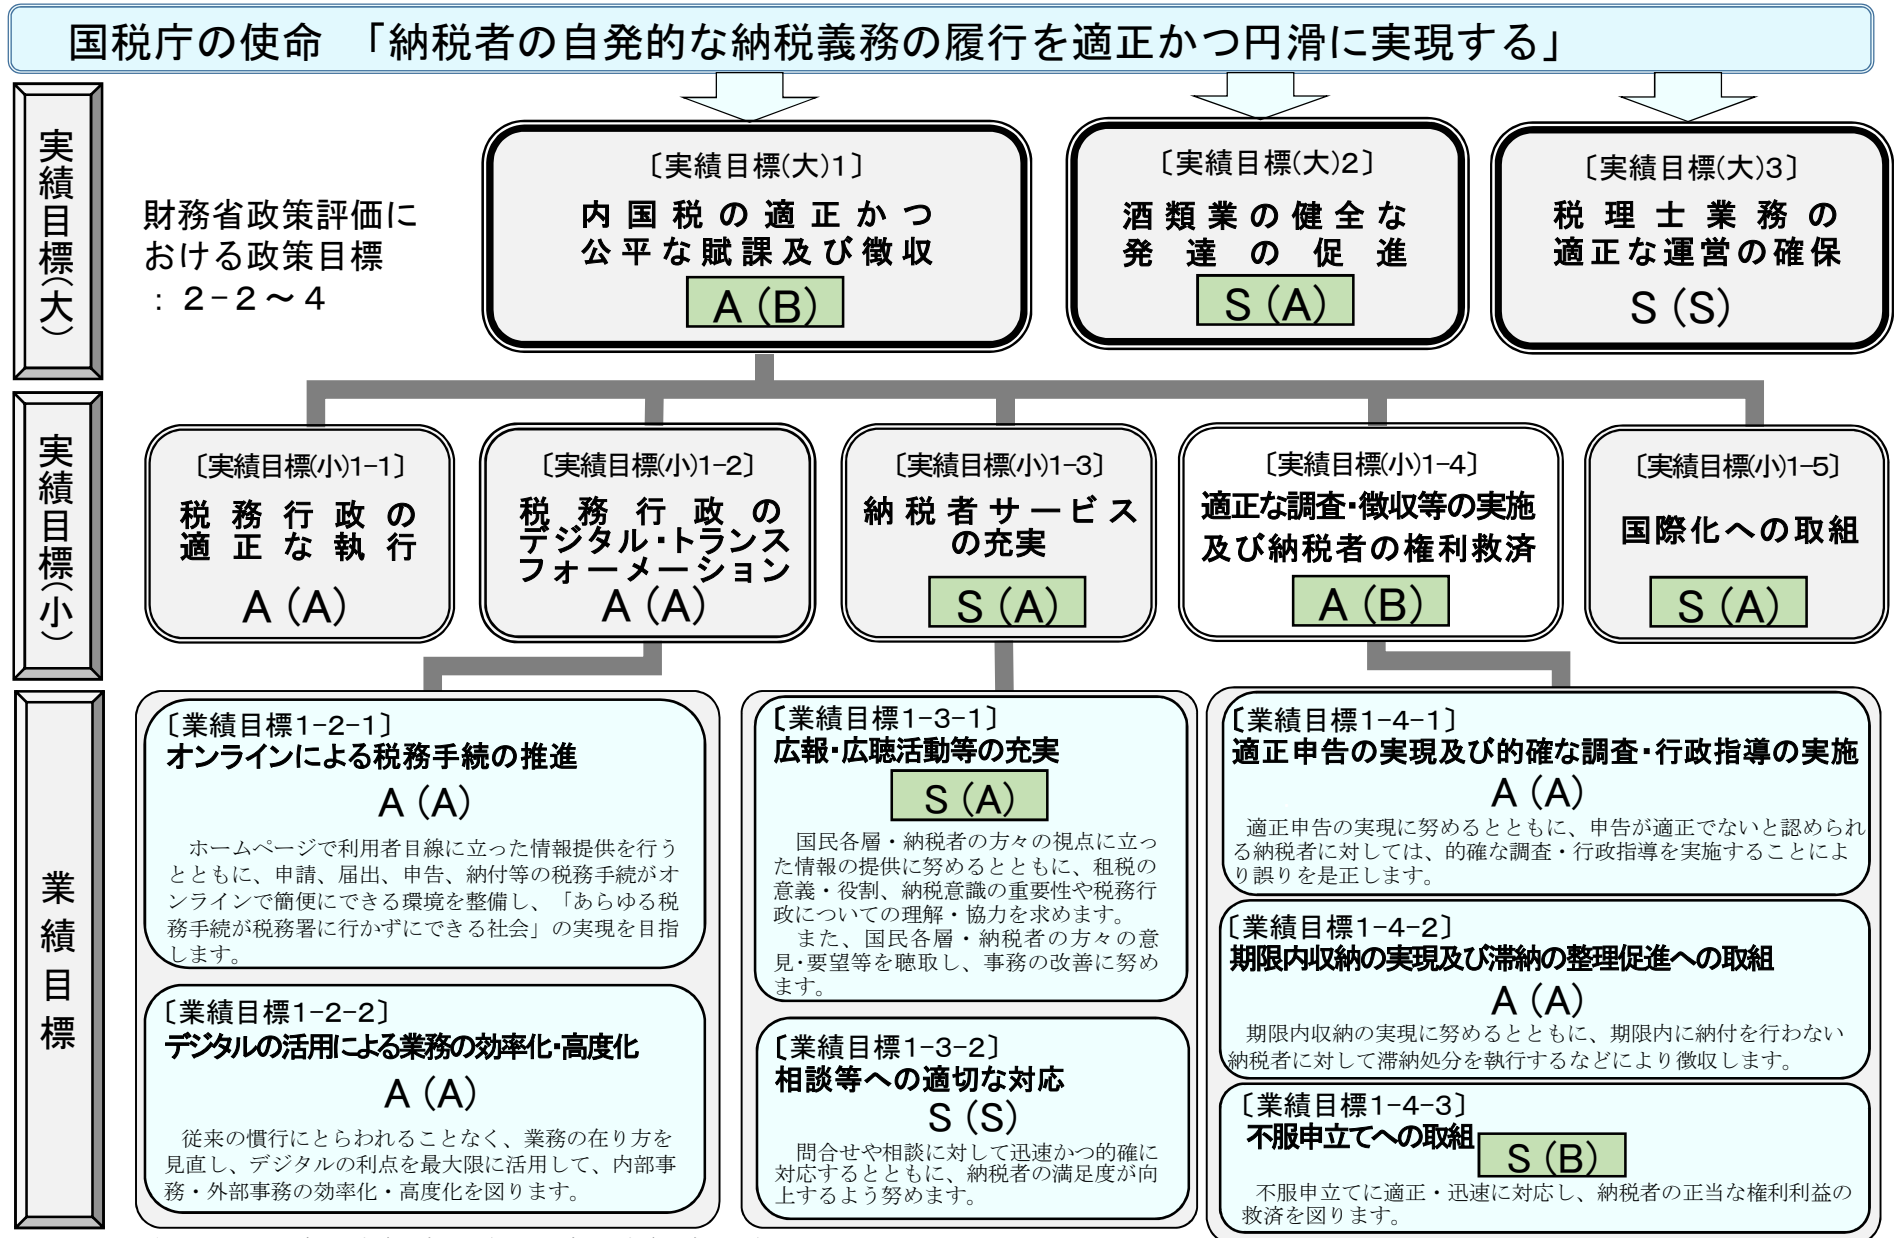 国税庁の使命 「納税者の自発的な納税義務の履行を適正かつ円滑に実現する」
実績目標(大)
財務省政策評価に
おける政策目標
：２−２～４
〔実績目標(大)1〕
内国税の適正かつ
公平な賦課及び徴収
A（B）
〔実績目標(大)2〕
酒類業の健全な
発達の促進
S（A）
〔実績目標(大)3〕
税理士業務の
適正な運営の確保
S（S）
実績目標(小)
〔実績目標(小)1-1〕
税務行政の
適正な執行
A（A）
〔実績目標(小)1-2〕
税務行政の
デジタル・トランス
フォーメーション
A（A）
〔実績目標(小)1-3〕
納税者サービス
の充実
S（A）
〔実績目標(小)1-4〕
適正な調査・徴収等の実施
及び納税者の権利救済
A（B）
〔実績目標(小)1-5〕
国際化への取組
S（A）
業績目標
〔業績目標1-2-1〕
オンラインによる税務手続の推進
A（A）
ホームページで利用者目線に立った情報提供を行う
とともに、申請、届出、申告、納付等の税務手続がオ
ンラインで簡便にできる環境を整備し、「あらゆる税
務手続が税務署に行かずにできる社会」の実現を目指
します。
〔業績目標1-2-2〕
デジタルの活用による業務の効率化・高度化
A（A）
従来の慣行にとらわれることなく、業務の在り方を
見直し、デジタルの利点を最大限に活用して、内部事
務・外部事務の効率化・高度化を図ります。
〔業績目標1-3-1〕
広報・広聴活動等の充実
S（A）
国民各層・納税者の方々の視点に立っ
た情報の提供に努めるとともに、租税の
意義・役割、納税意識の重要性や税務行
政についての理解・協力を求めます。
また、国民各層・納税者の方々の意
見・要望等を聴取し、事務の改善に努め
ます。
〔業績目標1-3-2〕
相談等への適切な対応
S（S）
問合せや相談に対して迅速かつ的確に
対応するとともに、納税者の満足度が向
上するよう努めます。
〔業績目標1-4-1〕
適正申告の実現及び的確な調査・行政指導の実施
A（A）
適正申告の実現に努めるとともに、申告が適正でないと認められ
る納税者に対しては、的確な調査・行政指導を実施することによ
り誤りを是正します。
〔業績目標1-4-2〕
期限内収納の実現及び滞納の整理促進への取組
A（A）
期限内収納の実現に努めるとともに、期限内に納付を行わない
納税者に対して滞納処分を執行するなどにより徴収します。
〔業績目標1-4-3〕
不服申立てへの取組
S（B）
不服申立てに適正・迅速に対応し、納税者の正当な権利利益の
救済を図ります。